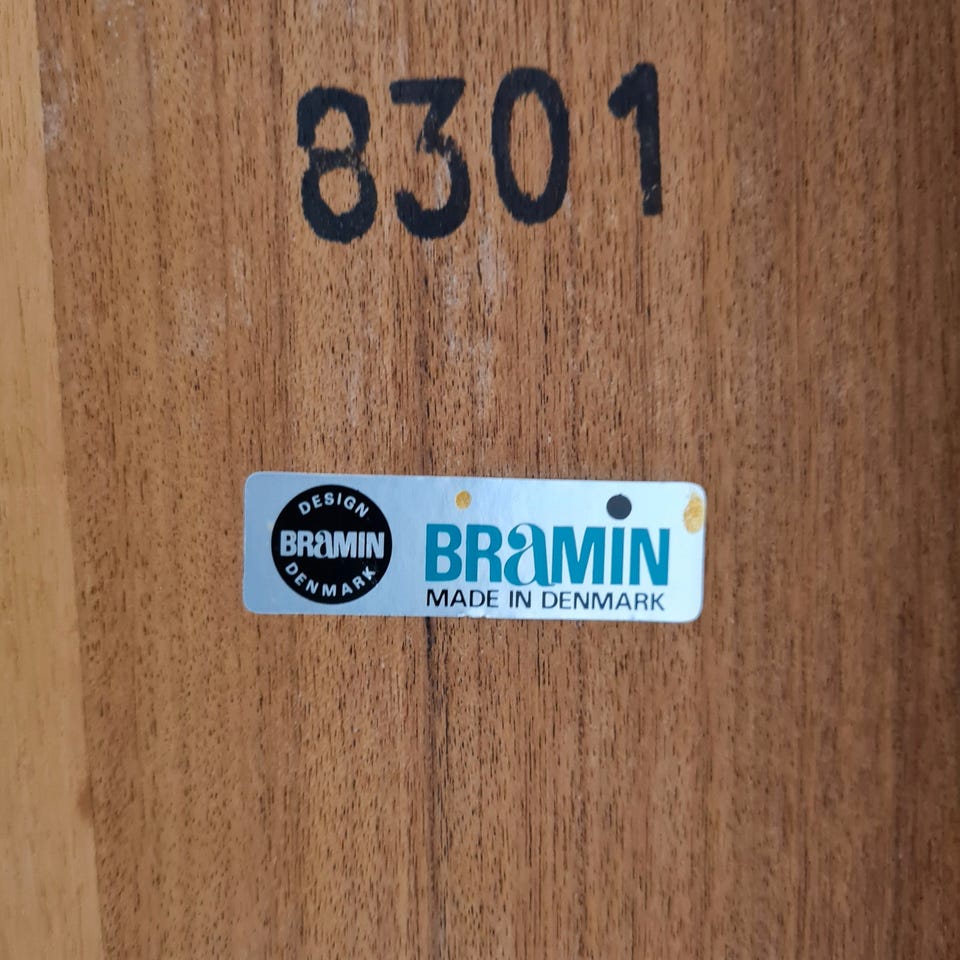 8301
DESIGN
BRaMIN
DENMARK
BRaMIN
MADE IN DENMARK